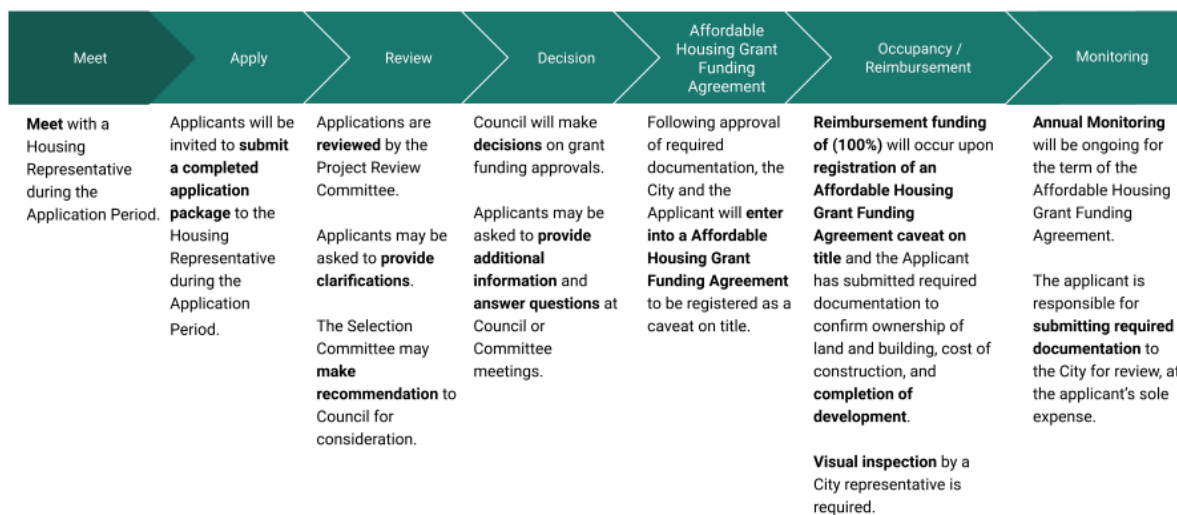 Meet
Apply
Review
Decision
Affordable
Housing Grant
Funding
Agreement
Occupancy /
Reimbursement
Monitoring
Meet with a
Housing
Representative
during the
Application Period.
Applicants will be
invited to submit
a completed
application
package to the
Housing
Representative
during the
Application
Period.
Applications are
reviewed by the
Project Review
Committee.
Applicants may be
asked to provide
clarifications.
The Selection
Committee may
make
recommendation to
Council for
consideration.
Council will make
decisions on grant
funding approvals.
Applicants may be
asked to provide
additional
information and
answer questions at
Council or
Committee
meetings.
Following approval
of required
documentation, the
City and the
Applicant will enter
into a Affordable
Housing Grant
Funding Agreement
to be registered as a
caveat on title.
Reimbursement funding
of (100%) will occur upon
registration of an
Affordable Housing
Grant Funding
Agreement caveat on
title and the Applicant
has submitted required
documentation to
confirm ownership of
land and building, cost of
construction, and
completion of
development.
Visual inspection by a
City representative is
required.
Annual Monitoring
will be ongoing for
the term of the
Affordable Housing
Grant Funding
Agreement.
The applicant is
responsible for
submitting required
documentation to
the City for review, at
the applicant's sole
expense.